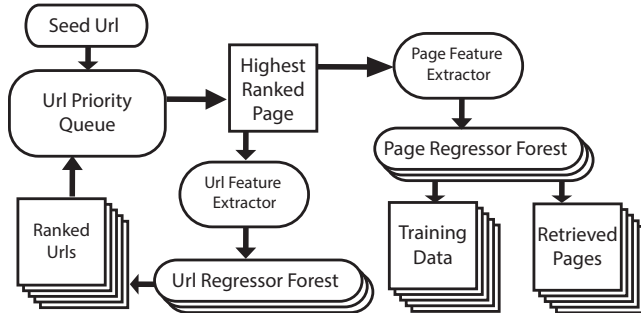 Seed Url
Url Priority
Queue
Highest
Ranked
Page
Page Feature
Extractor
Page Regressor Forest
Url Feature
Extractor
Ranked
Urls
Url Regressor Forest
Training
Data
Retrieved
Pages